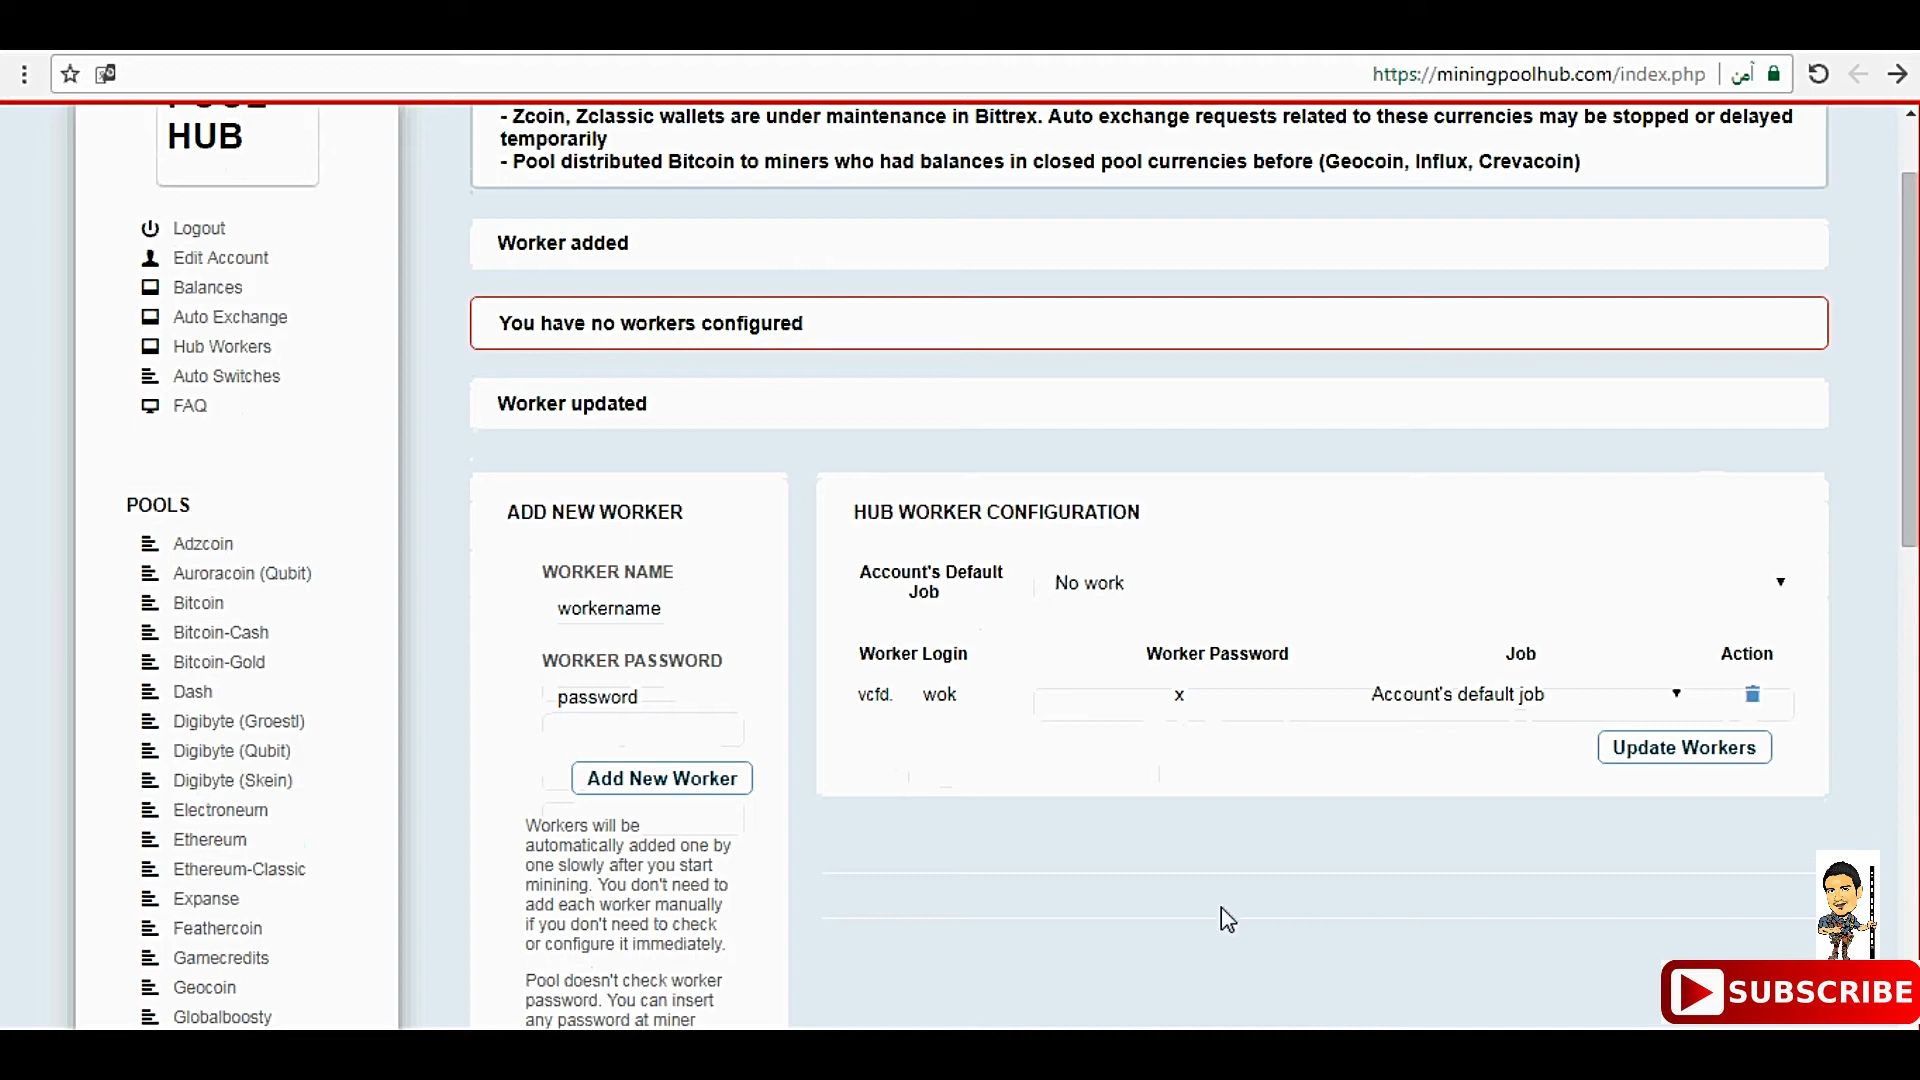 https://miningpoolhub.com/index.php
آمن
HUB
- Zcoin, Zclassic wallets are under maintenance in Bittrex. Auto exchange requests related to these currencies may be stopped or delayed
temporarily
- Pool distributed Bitcoin to miners who had balances in closed pool currencies before (Geocoin, Influx, Crevacoin)
Logout
Edit Account
Balances
Auto Exchange
Hub Workers
Auto Switches
FAQ
POOLS
Adzcoin
Auroracoin (Qubit)
Bitcoin
Bitcoin-Cash
Bitcoin-Gold
Dash
Digibyte (Groestl)
Digibyte (Qubit)
Digibyte (Skein)
Electroneum
Ethereum
Ethereum-Classic
Expanse
Feathercoin
Gamecredits
Geocoin
Globalboosty
Worker added
You have no workers configured
Worker updated
ADD NEW WORKER
WORKER NAME
workername
WORKER PASSWORD
password
Add New Worker
Workers will be
automatically added one by
one slowly after you start
minining. You don't need to
add each worker manually
if you don't need to check
or configure it immediately.
Pool doesn't check worker
password. You can insert
any password at miner
HUB WORKER CONFIGURATION
Account's Default
Job
No work
Worker Login Worker Password Job Action
vcfd. wok x Account's default job
Update Workers
SUBSCRIBE